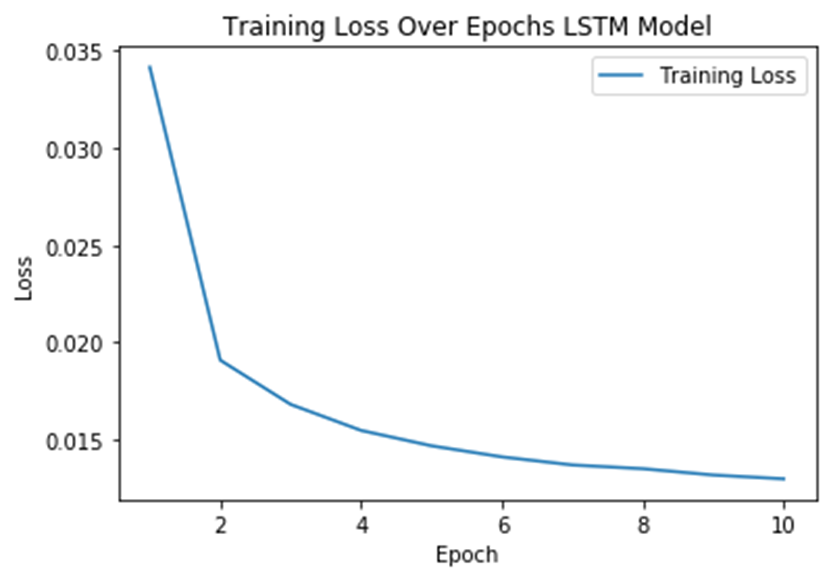 Training Loss Over Epochs LSTM Model
Training Loss
0.035
0.030
0.025
0.020
0.015
Loss
2 4 6 8 10
Epoch